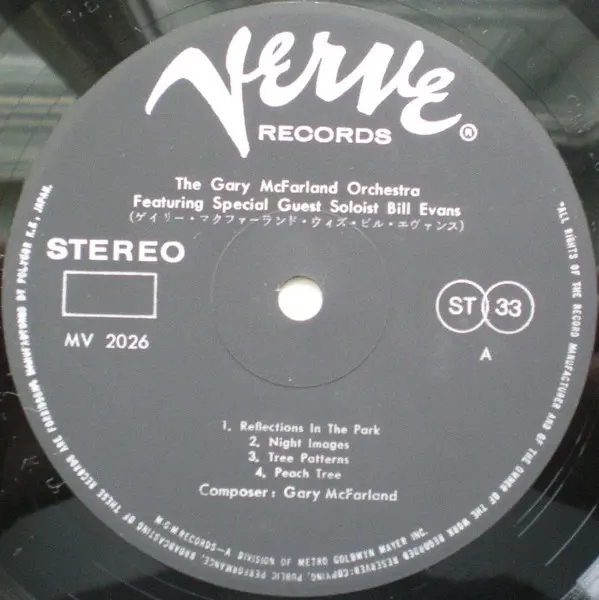 Verve
RECORDS ®
The Gary McFarland Orchestra
Featuring Special Guest Soloist Bill Evans
(ゲイリー・マクファーランド・ウィズ・ビル・エヴァンス)
STEREO
MV 2026
ST 33
A
1. Reflections In The Park
2. Night Images
3. Tree Patterns
4. Peach Tree
Composer: Gary McFarland
M.G.M. RECORDS—A DIVISION OF METRO GOLDWYN MAYER INC.
*ALL RIGHTS OF THE RECORD MANUFACTURER AND OF THE OWNER OF THE WORK RECORDED RESERVED: COPYING, PUBLIC PERFORMANCE, BROADCASTING OF THESE RECORDS ARE FORBIDDEN. MANUFACTURED BY POLYDOR K.K. JAPAN.